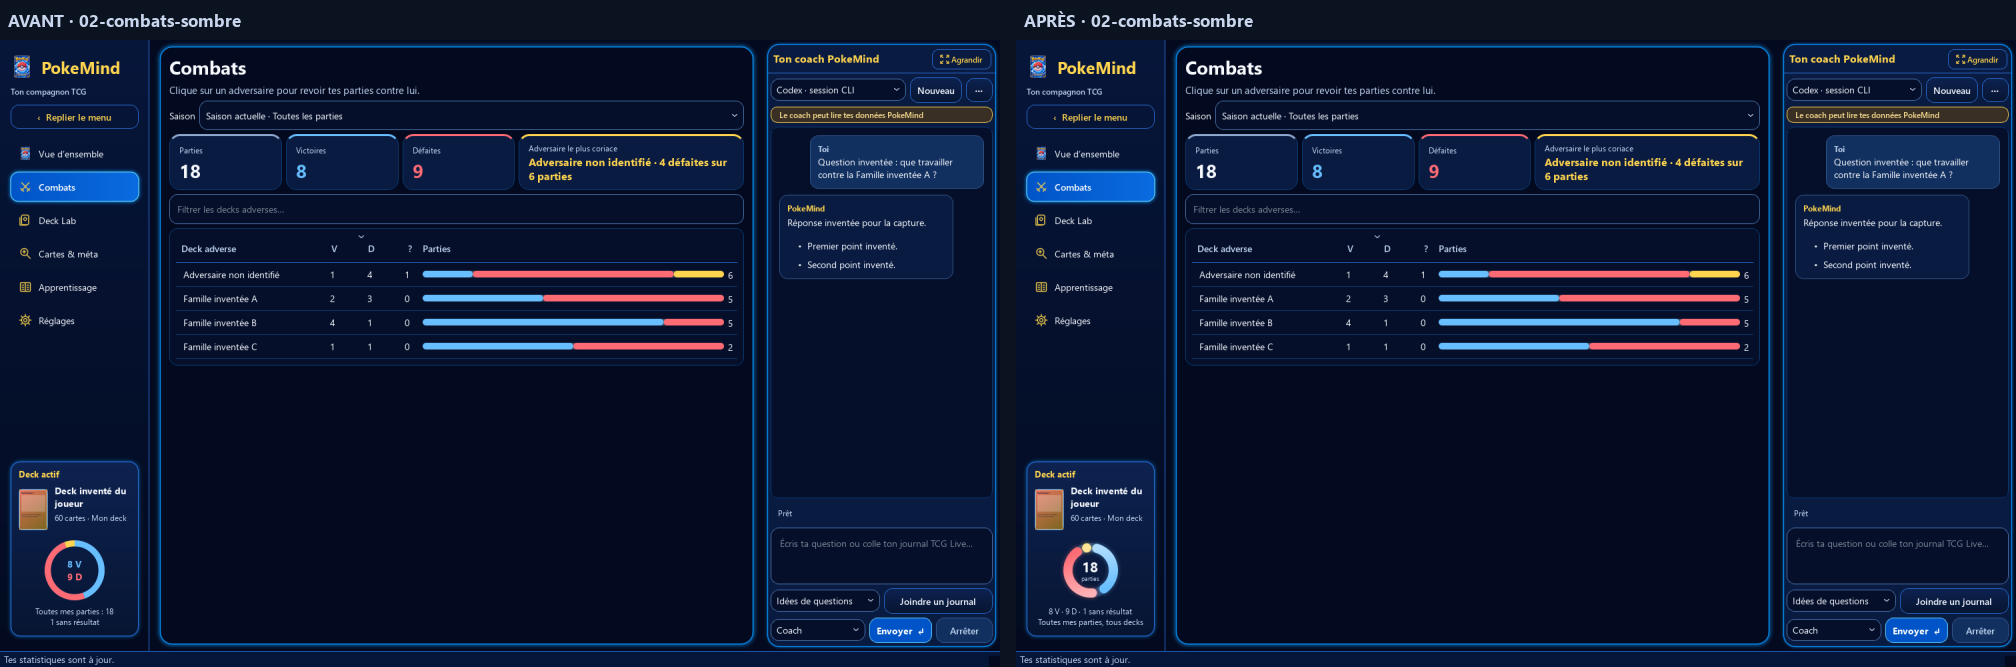 AVANT · 02-combats-sombre
PokeMind
Ton compagnon TCG
‹ Replier le menu
Vue d'ensemble
Combats
Deck Lab
Cartes & méta
Apprentissage
Réglages
Deck actif
Deck inventé du
joueur
60 cartes · Mon deck
8 V
9 D
Toutes mes parties : 18
1 sans résultat
Combats
Clique sur un adversaire pour revoir tes parties contre lui.
Saison Saison actuelle · Toutes les parties
Parties
18
Victoires
8
Défaites
9
Adversaire le plus coriace
Adversaire non identifié · 4 défaites sur
6 parties
Filtrer les decks adverses...
Deck adverse V D ? Parties
Adversaire non identifié 1 4 1 6
Famille inventée A 2 3 0 5
Famille inventée B 4 1 0 5
Famille inventée C 1 1 0 2
Ton coach PokeMind Agrandir
Codex · session CLI Nouveau ...
Le coach peut lire tes données PokeMind
Toi
Question inventée : que travailler
contre la Famille inventée A ?
PokeMind
Réponse inventée pour la capture.
• Premier point inventé.
• Second point inventé.
Prêt
Écris ta question ou colle ton journal TCG Live...
Idées de questions Joindre un journal
Coach Envoyer ↲ Arrêter
Tes statistiques sont à jour.
APRÈS · 02-combats-sombre
PokeMind
Ton compagnon TCG
‹ Replier le menu
Vue d'ensemble
Combats
Deck Lab
Cartes & méta
Apprentissage
Réglages
Deck actif
Deck inventé du
joueur
60 cartes · Mon deck
18
parties
8 V · 9 D · 1 sans résultat
Toutes mes parties, tous decks
Combats
Clique sur un adversaire pour revoir tes parties contre lui.
Saison Saison actuelle · Toutes les parties
Parties
18
Victoires
8
Défaites
9
Adversaire le plus coriace
Adversaire non identifié · 4 défaites sur
6 parties
Filtrer les decks adverses...
Deck adverse V D ? Parties
Adversaire non identifié 1 4 1 6
Famille inventée A 2 3 0 5
Famille inventée B 4 1 0 5
Famille inventée C 1 1 0 2
Ton coach PokeMind Agrandir
Codex · session CLI Nouveau ...
Le coach peut lire tes données PokeMind
Toi
Question inventée : que travailler
contre la Famille inventée A ?
PokeMind
Réponse inventée pour la capture.
• Premier point inventé.
• Second point inventé.
Prêt
Écris ta question ou colle ton journal TCG Live...
Idées de questions Joindre un journal
Coach Envoyer ↲ Arrêter
Tes statistiques sont à jour.